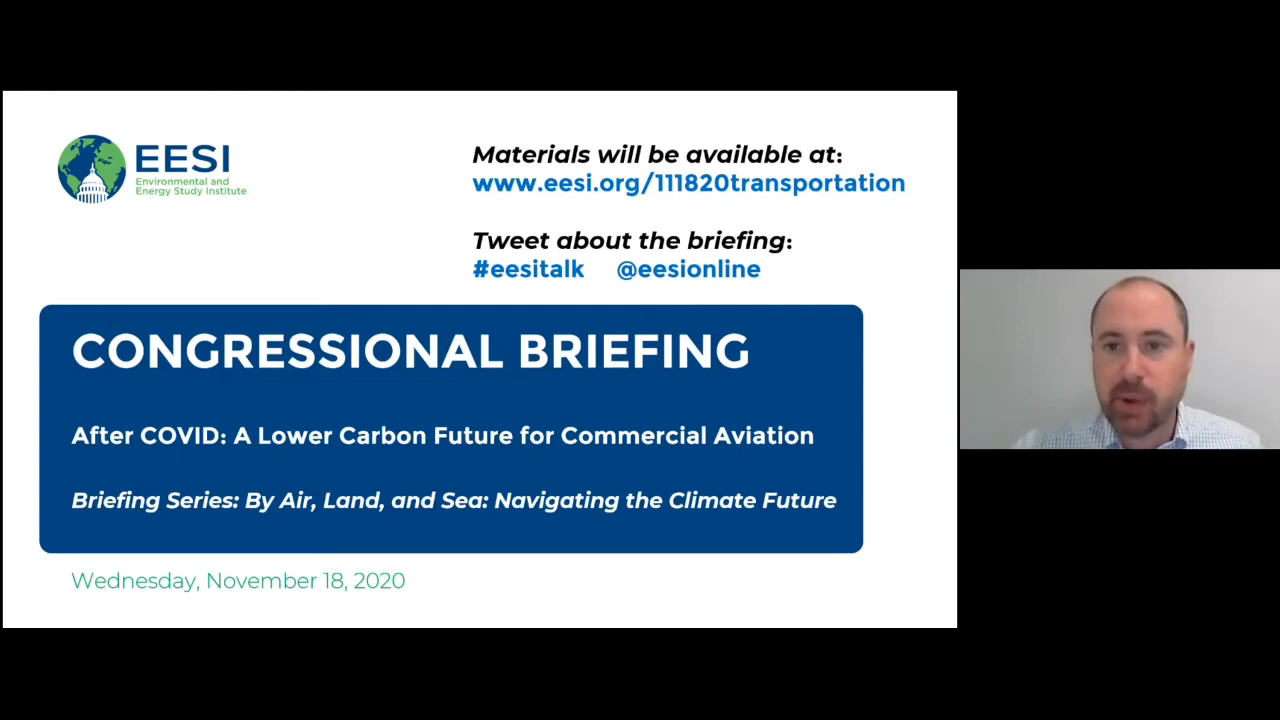 EESI
Environmental and
Energy Study Institute
Materials will be available at:
www.eesi.org/111820transportation
Tweet about the briefing:
#eesitalk @eesionline
CONGRESSIONAL BRIEFING
After COVID: A Lower Carbon Future for Commercial Aviation
Briefing Series: By Air, Land, and Sea: Navigating the Climate Future
Wednesday, November 18, 2020